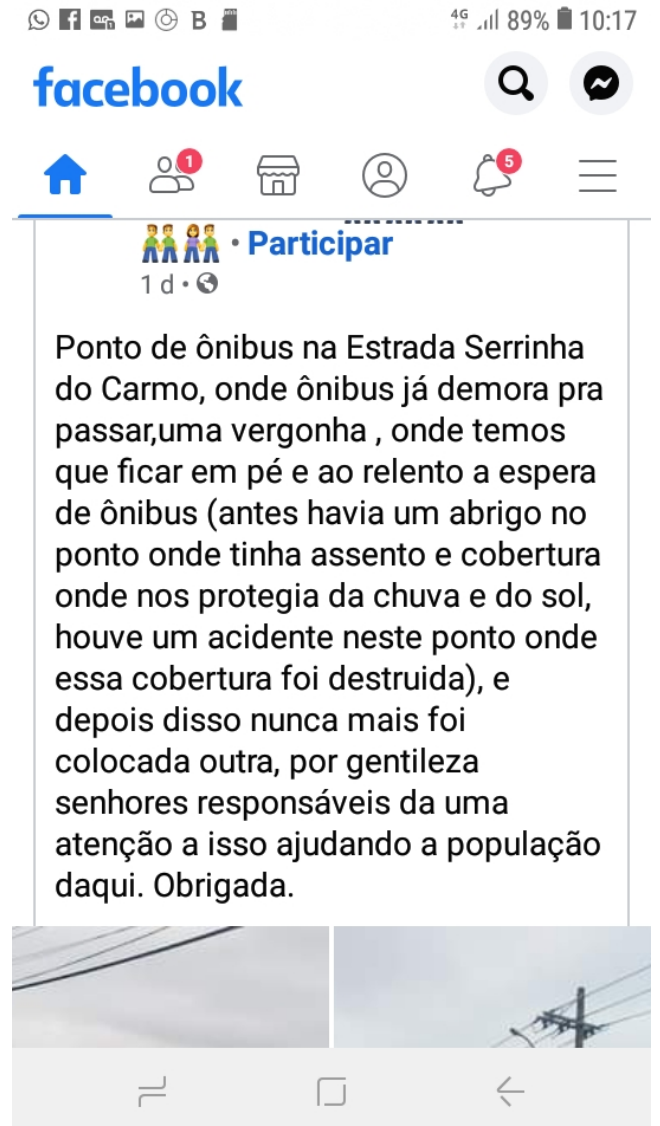 4G 89% 10:17
facebook
1
5
• Participar
1 d •
Ponto de ônibus na Estrada Serrinha
do Carmo, onde ônibus já demora pra
passar,uma vergonha , onde temos
que ficar em pé e ao relento a espera
de ônibus (antes havia um abrigo no
ponto onde tinha assento e cobertura
onde nos protegia da chuva e do sol,
houve um acidente neste ponto onde
essa cobertura foi destruida), e
depois disso nunca mais foi
colocada outra, por gentileza
senhores responsáveis da uma
atenção a isso ajudando a população
daqui. Obrigada.